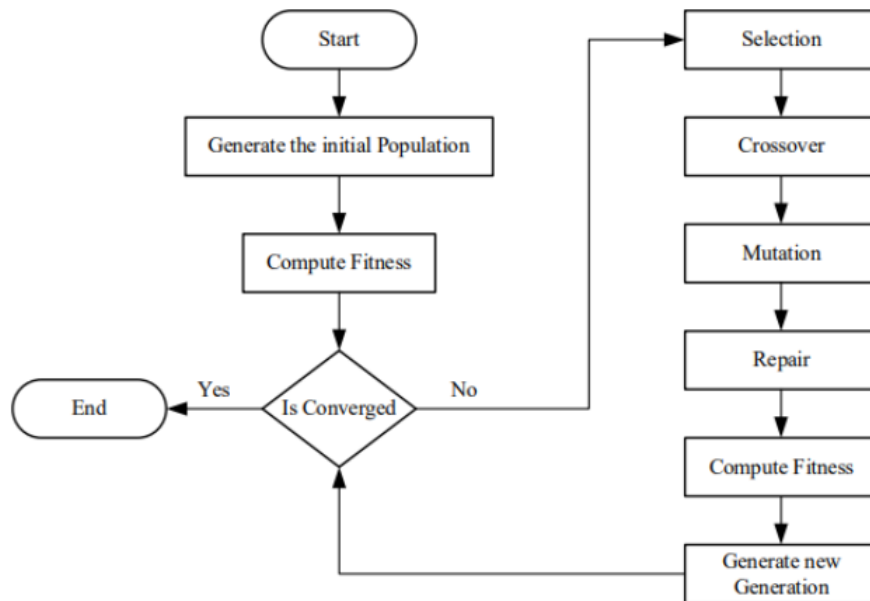 Start
Generate the initial Population
Compute Fitness
Is Converged
Yes
End
No
Selection
Crossover
Mutation
Repair
Compute Fitness
Generate new
Generation